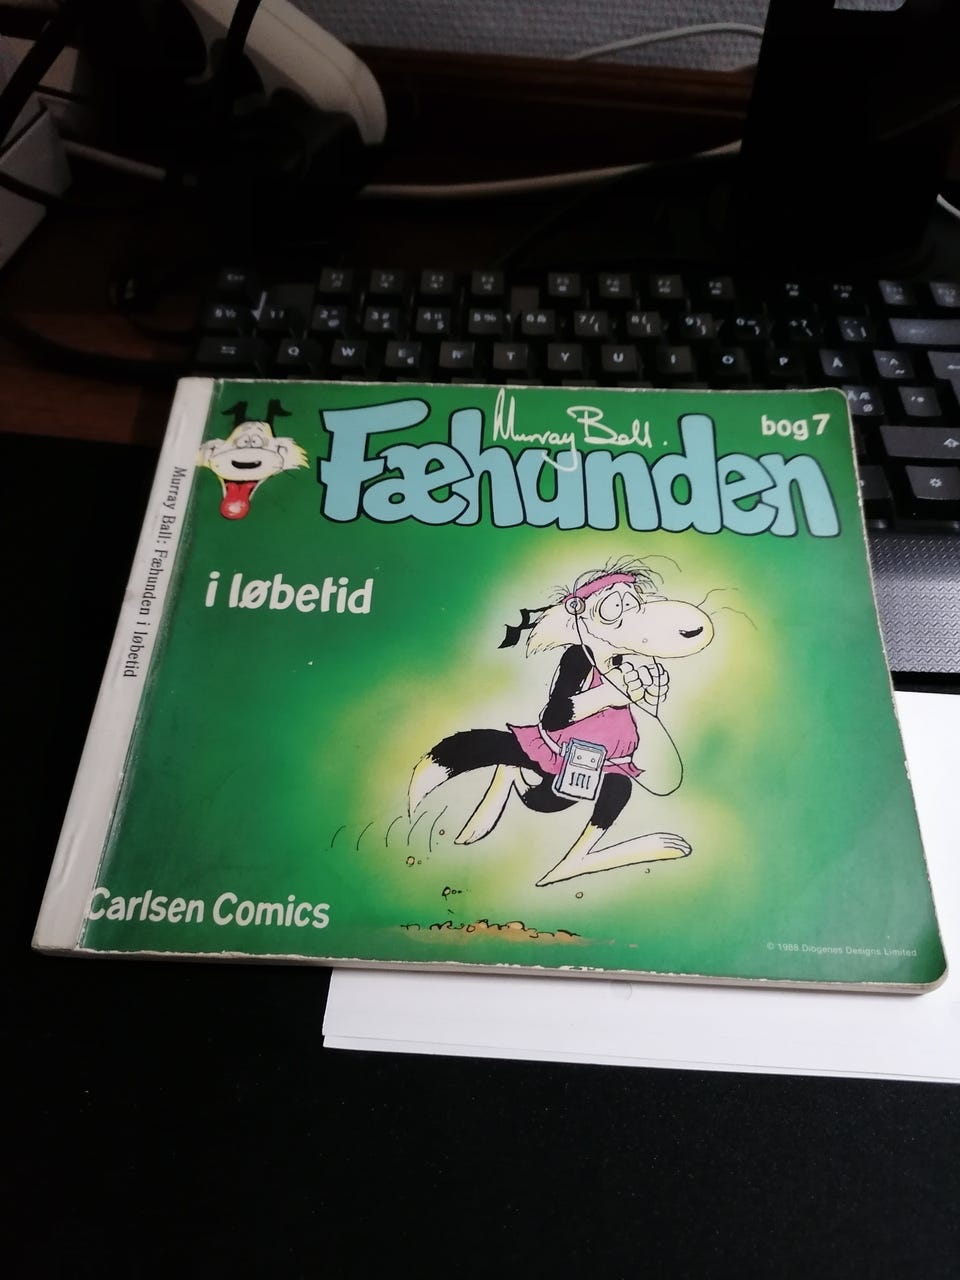 Murray Ball.
bog 7
Fæhunden
i løbetid
Murray Ball: Fæhunden i løbetid
Carlsen Comics
© 1988 Diogenes Designs Limited
Q W E R T Y U I O P Å